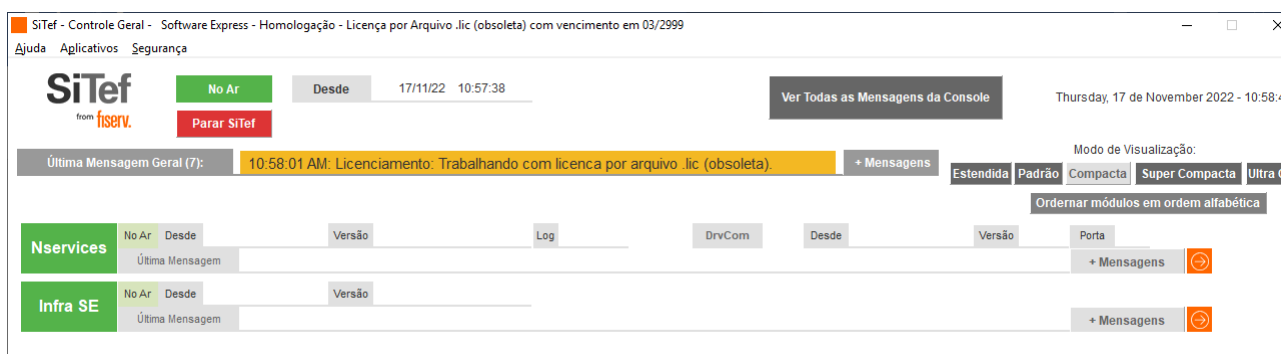 SiTef - Controle Geral - Software Express - Homologação - Licença por Arquivo .lic (obsoleta) com vencimento em 03/2999
Ajuda Aplicativos Segurança
SiTef
from fiserv.
No Ar Desde 17/11/22 10:57:38
Parar SiTef
Ver Todas as Mensagens da Console
Thursday, 17 de November 2022 - 10:58:4
Última Mensagem Geral (7): 10:58:01 AM: Licenciamento: Trabalhando com licenca por arquivo .lic (obsoleta). + Mensagens
Modo de Visualização:
Estendida Padrão Compacta Super Compacta Ultra
Ordernar módulos em ordem alfabética
Nservices No Ar Desde Versão Log DrvCom Desde Versão Porta
Última Mensagem + Mensagens
Infra SE No Ar Desde Versão
Última Mensagem + Mensagens